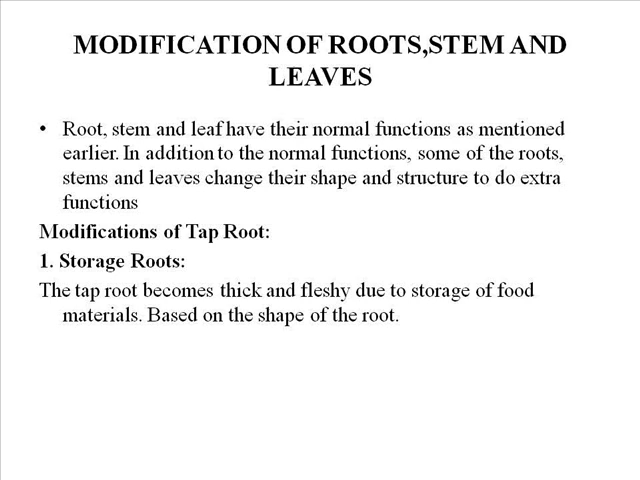 MODIFICATION OF ROOTS,STEM AND
LEAVES
• Root, stem and leaf have their normal functions as mentioned
earlier. In addition to the normal functions, some of the roots,
stems and leaves change their shape and structure to do extra
functions
Modifications of Tap Root:
1. Storage Roots:
The tap root becomes thick and fleshy due to storage of food
materials. Based on the shape of the root.